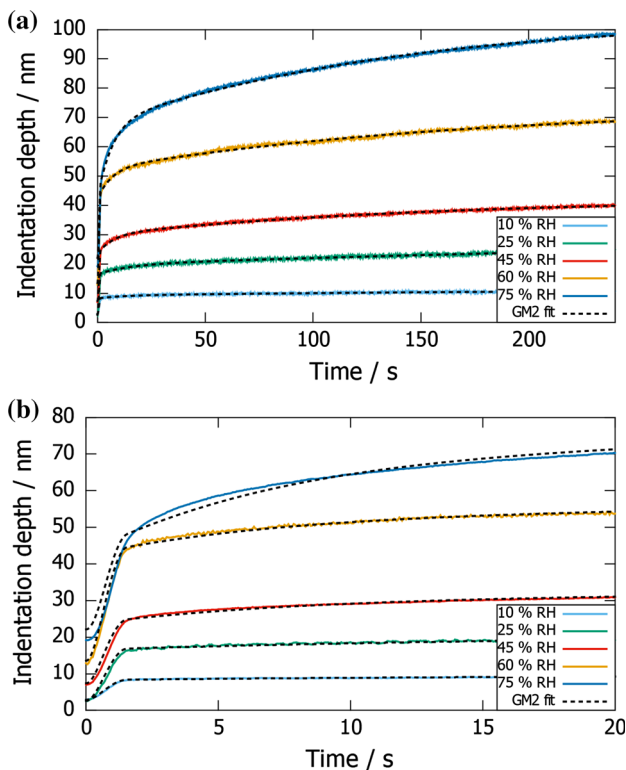 (a)
Indentation depth / nm
100
90
80
70
60
50
40
30
20
10
0
0 50 100 150 200
Time / s
10 % RH
25 % RH
45 % RH
60 % RH
75 % RH
GM2 fit
(b)
Indentation depth / nm
80
70
60
50
40
30
20
10
0
0 5 10 15 20
Time / s
10 % RH
25 % RH
45 % RH
60 % RH
75 % RH
GM2 fit